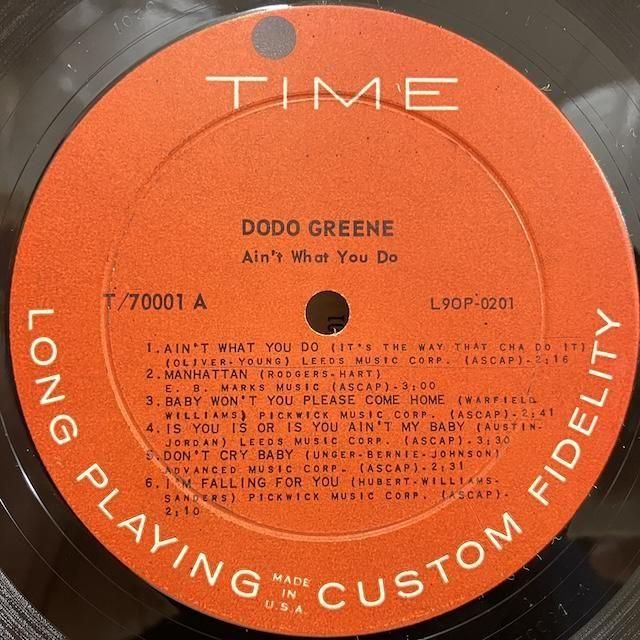 TIME
DODO GREENE
Ain't What You Do
T/70001 A
L9OP-0201
1. AIN'T WHAT YOU DO (IT'S THE WAY THAT CHA DO IT)
(OLIVER-YOUNG) LEEDS MUSIC CORP. (ASCAP)-2:16
2. MANHATTAN (RODGERS-HART)
E. B. MARKS MUSIC (ASCAP)-3:00
3. BABY WON'T YOU PLEASE COME HOME (WARFIELD
WILLIAMS) PICKWICK MUSIC CORP. (ASCAP)-2:41
4. IS YOU IS OR IS YOU AIN'T MY BABY (AUSTIN-
JORDAN) LEEDS MUSIC CORP. (ASCAP)-3:30
5. DON'T CRY BABY (UNGER-BERNIE-JOHNSON)
ADVANCED MUSIC CORP. (ASCAP)-2:31
6. I'M FALLING FOR YOU (HUBERT-WILLIAMS-
SANDERS) PICKWICK MUSIC CORP. (ASCAP)-
2:10
LONG PLAYING CUSTOM FIDELITY
MADE
IN
U.S.A.